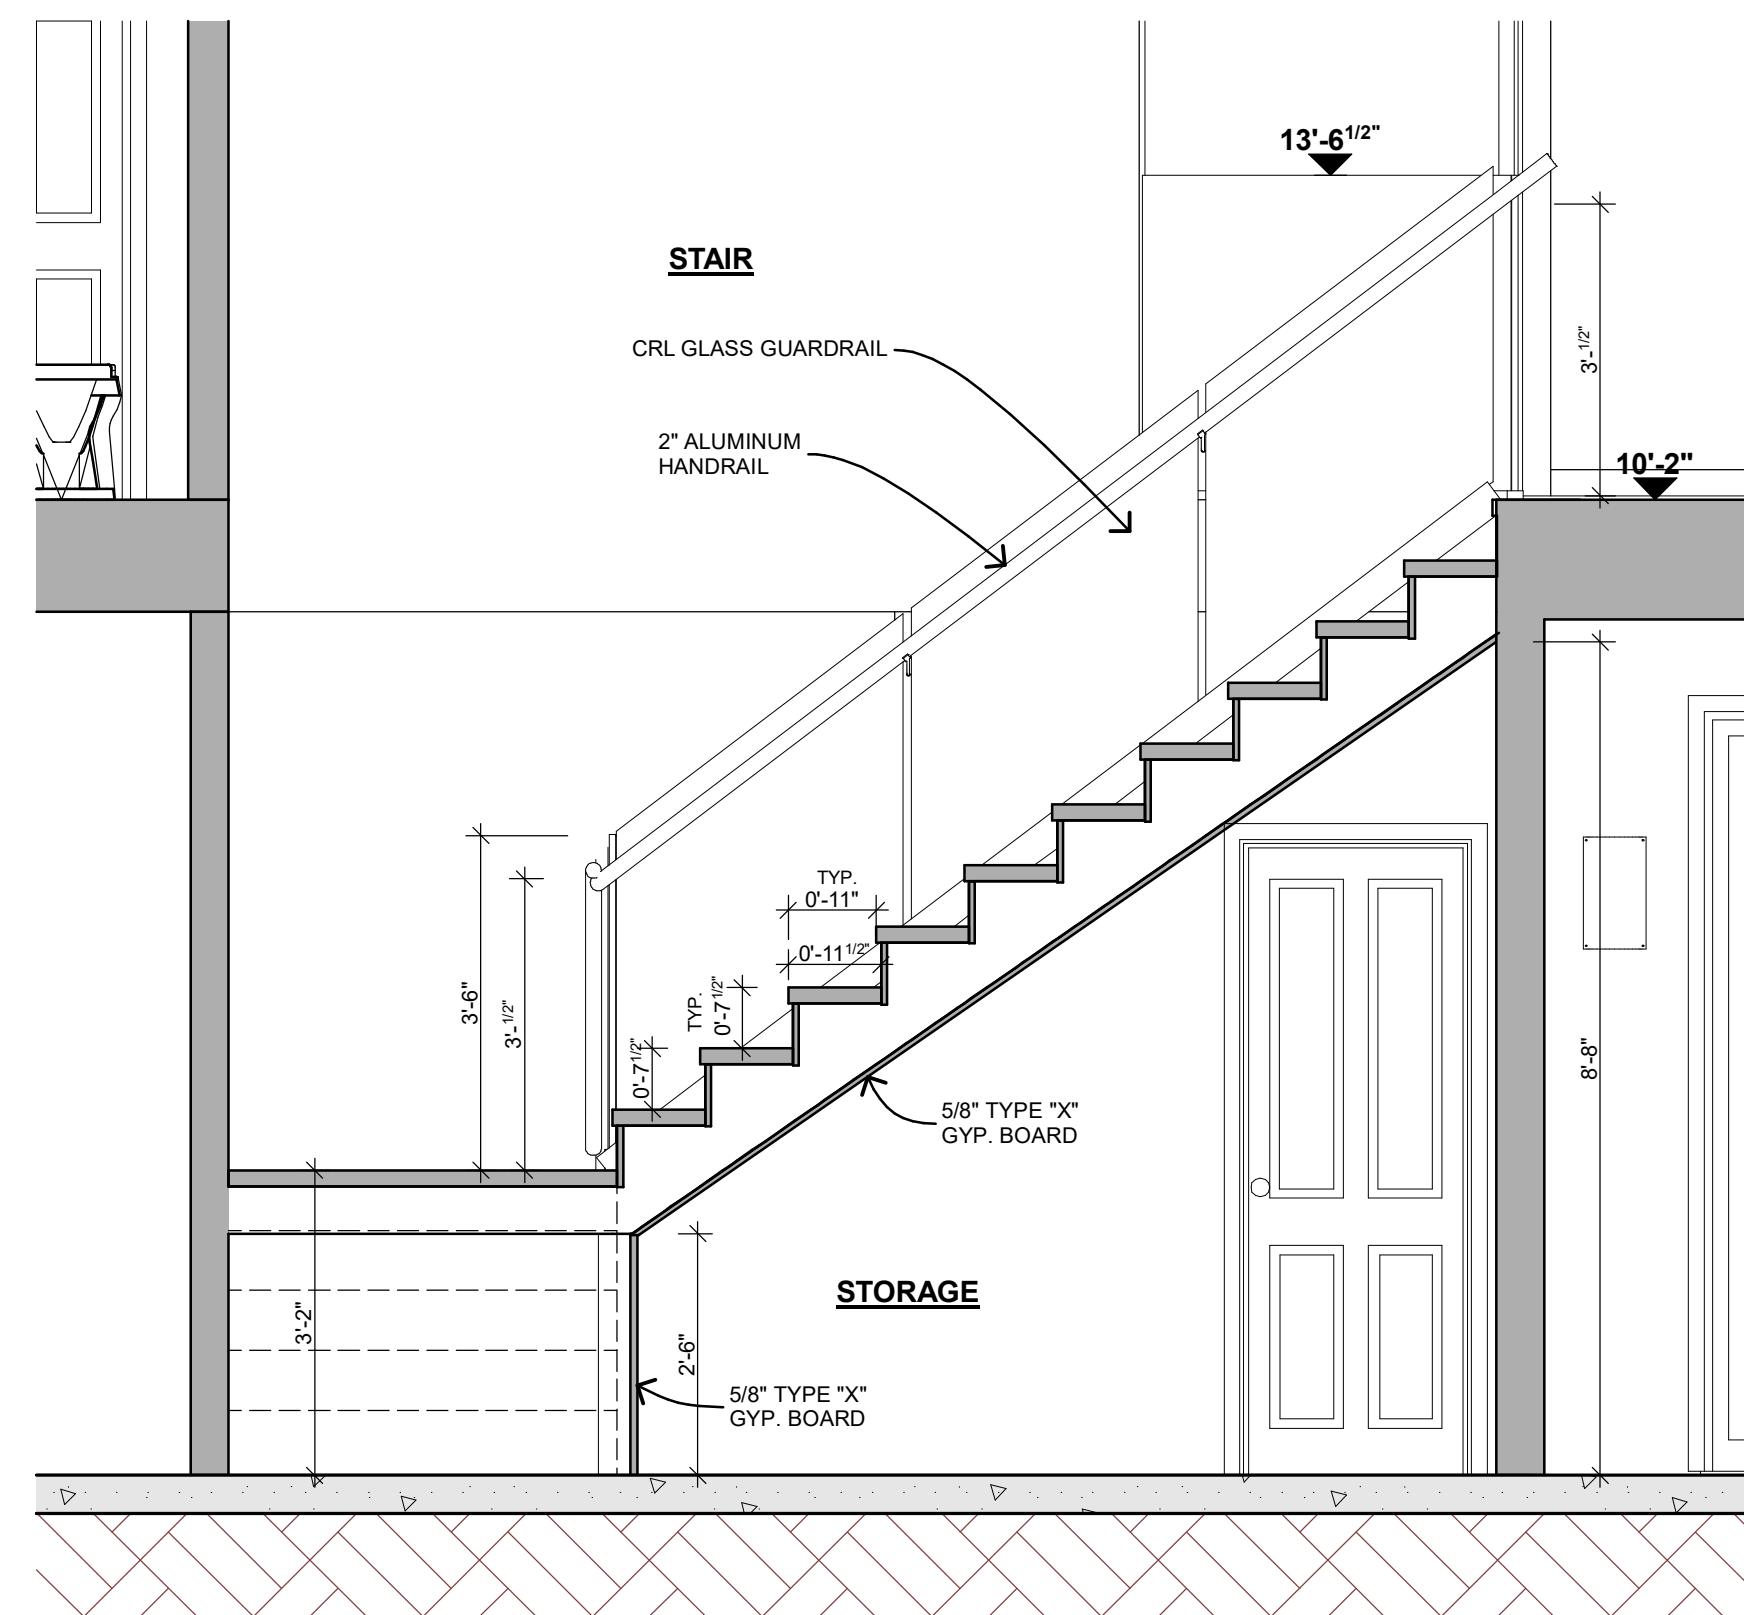 13'-6 1/2"
STAIR
CRL GLASS GUARDRAIL
3'-1/2"
2" ALUMINUM
HANDRAIL
10'-2"
TYP.
0'-11"
0'-11 1/2"
3'-6"
3'-1/2"
TYP.
0'-7 1/2"
0'-7 1/2"
8'-8"
5/8" TYPE "X"
GYP. BOARD
STORAGE
3'-2"
2'-6"
5/8" TYPE "X"
GYP. BOARD